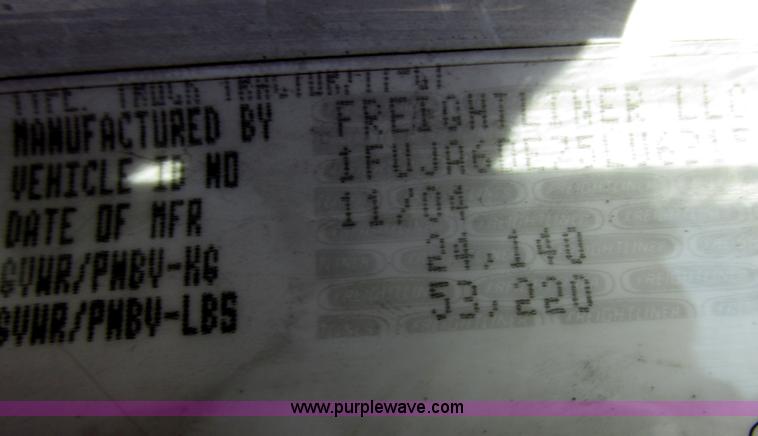 TYPE: TRUCK TRACTOR/
MANUFACTURED BY FREIGHTLINER LLC
VEHICLE ID NO
DATE OF MFR 11/04
GVWR/PNBV-KG 24,140
GVWR/PNBV-LBS 53,220
www.purplewave.com